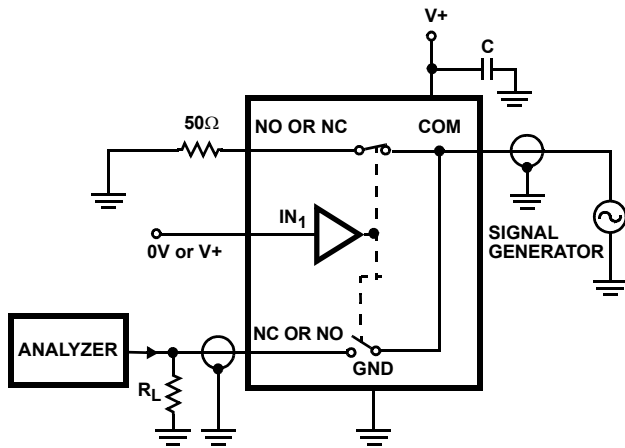 V+
C
50Ω
NO OR NC
COM
IN1
0V or V+
SIGNAL
GENERATOR
NC OR NO
ANALYZER
GND
RL